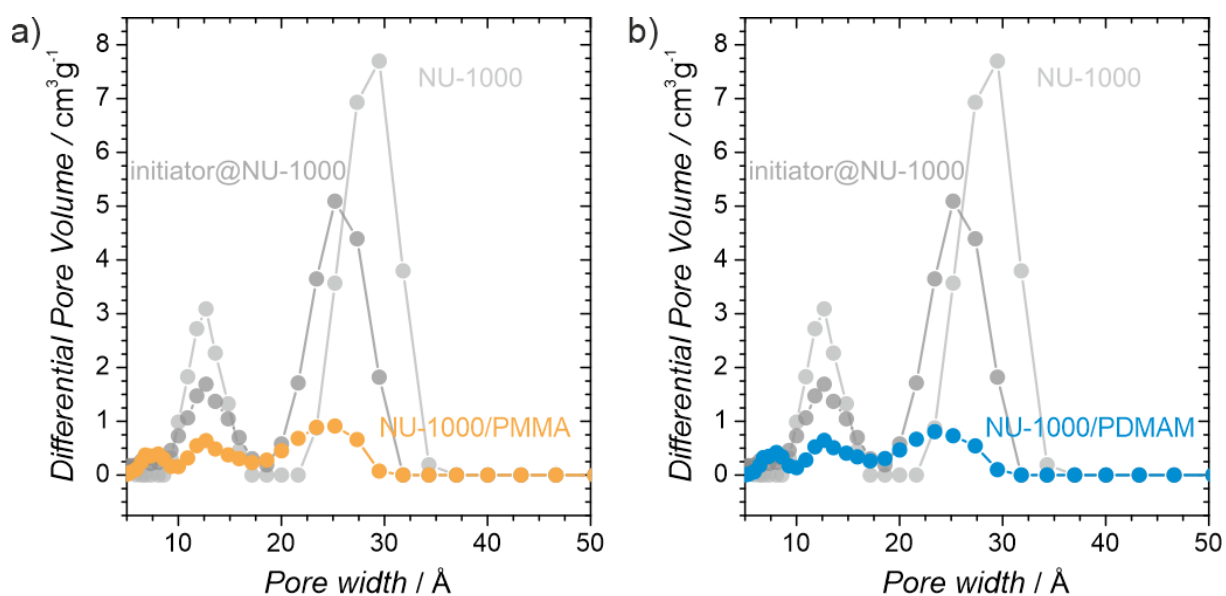 a)
Differential Pore Volume / cm³g⁻¹
8
7
6
5
4
3
2
1
0
NU-1000
initiator@NU-1000
NU-1000/PMMA
10
20
30
40
50
Pore width / Å
b)
Differential Pore Volume / cm³g⁻¹
8
7
6
5
4
3
2
1
0
NU-1000
initiator@NU-1000
NU-1000/PDMAM
10
20
30
40
50
Pore width / Å